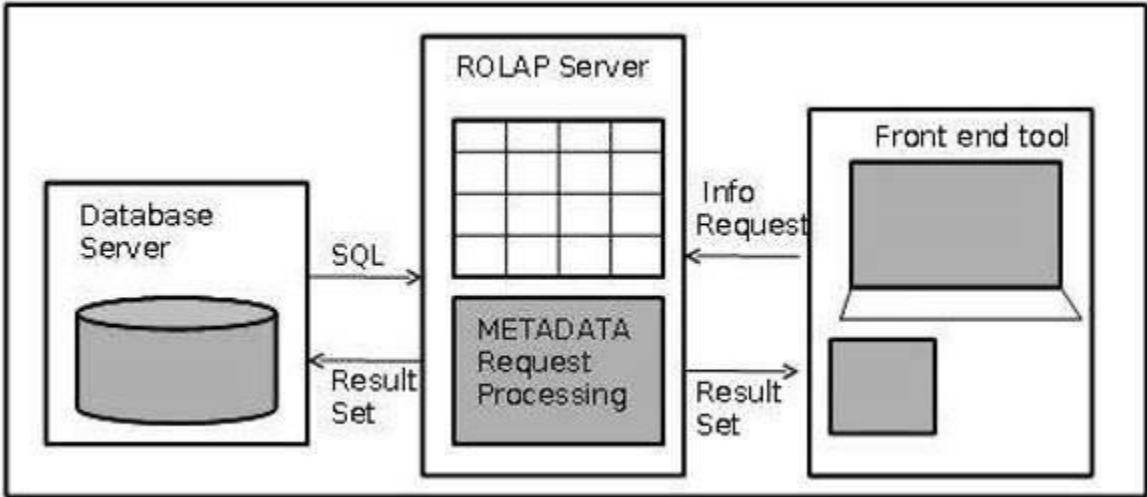 ROLAP Server
Front end tool
Database
Server
SQL
Result
Set
METADATA
Request
Processing
Info
Request
Result
Set